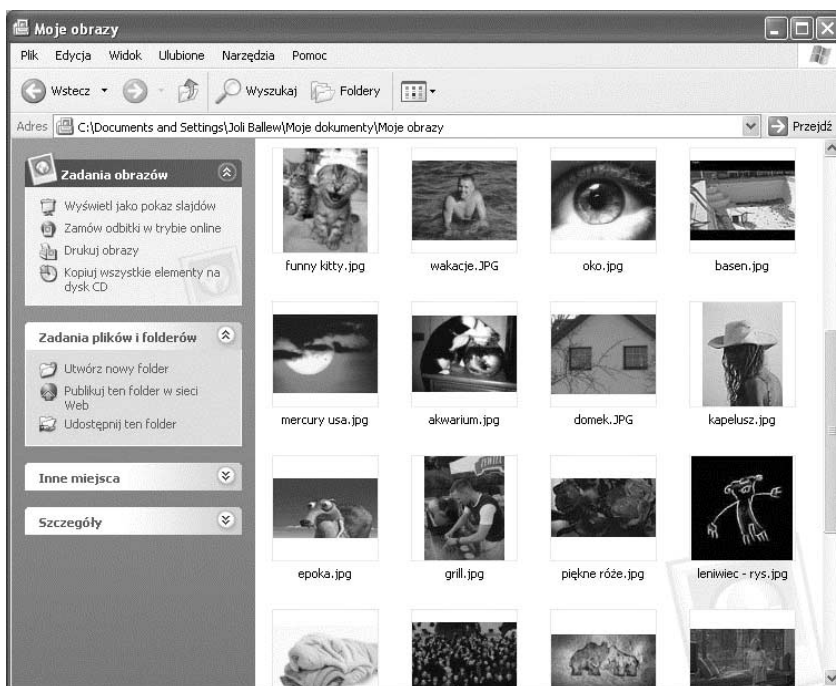 Moje obrazy
Plik Edycja Widok Ulubione Narzędzia Pomoc
Wstecz Wyszukaj Foldery
Adres C:\Documents and Settings\Joli Ballew\Moje dokumenty\Moje obrazy Przejdź
Zadania obrazów
Wyświetl jako pokaz slajdów
Zamów odbitki w trybie online
Drukuj obrazy
Kopiuj wszystkie elementy na
dysk CD
Zadania plików i folderów
Utwórz nowy folder
Publikuj ten folder w sieci
Web
Udostępnij ten folder
Inne miejsca
Szczegóły
funny kitty.jpg wakacje.JPG oko.jpg basen.jpg
mercury usa.jpg akwarium.jpg domek.JPG kapelusz.jpg
epoka.jpg grill.jpg piękne róże.jpg leniwiec - rys.jpg